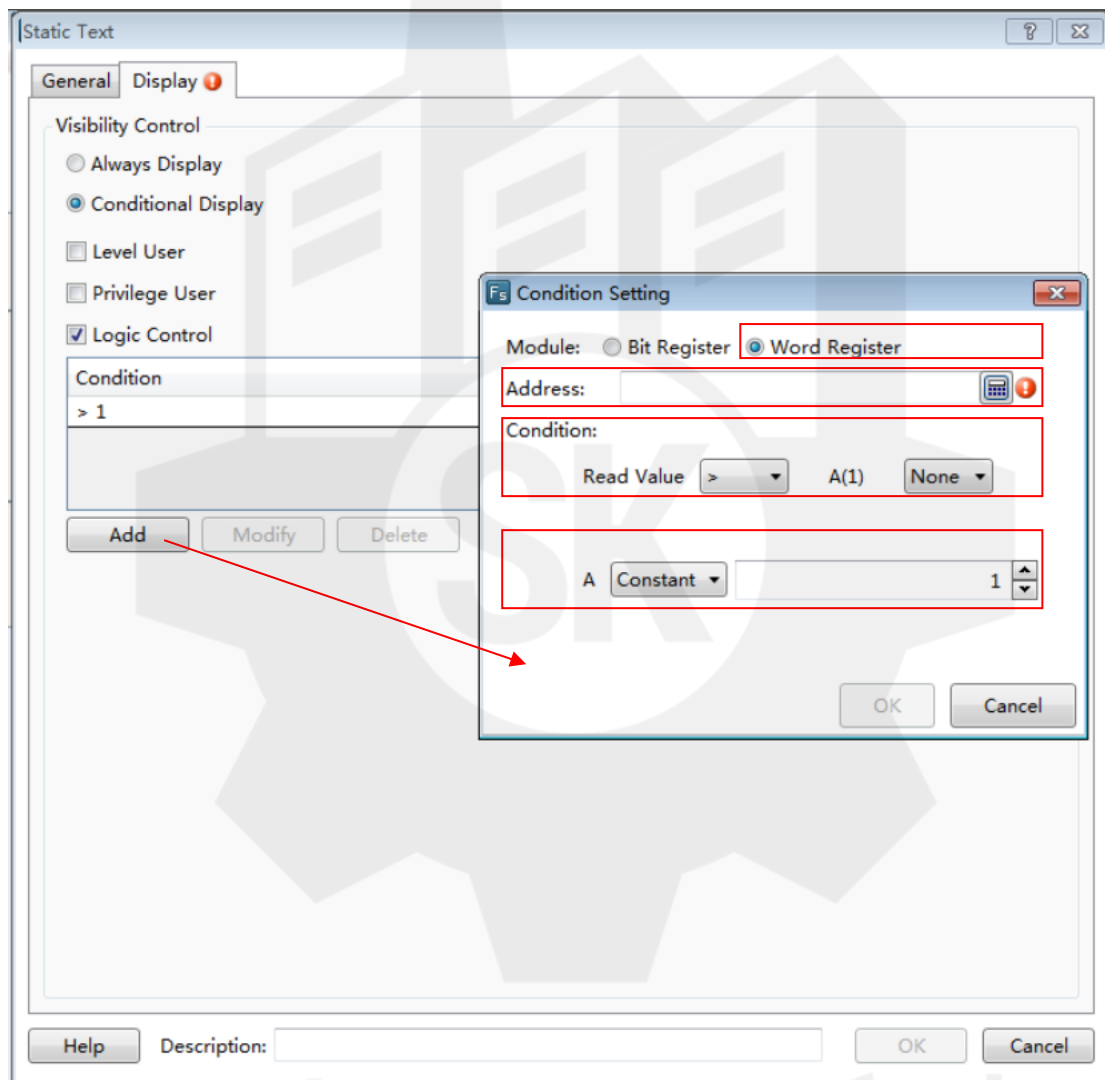 Static Text
General Display
Visibility Control
Always Display
Conditional Display
Level User
Privilege User
Logic Control
Condition
> 1
Add Modify Delete
Fs Condition Setting
Module: Bit Register Word Register
Address:
Condition:
Read Value > A(1) None
A Constant 1
OK Cancel
SK
Help Description: OK Cancel